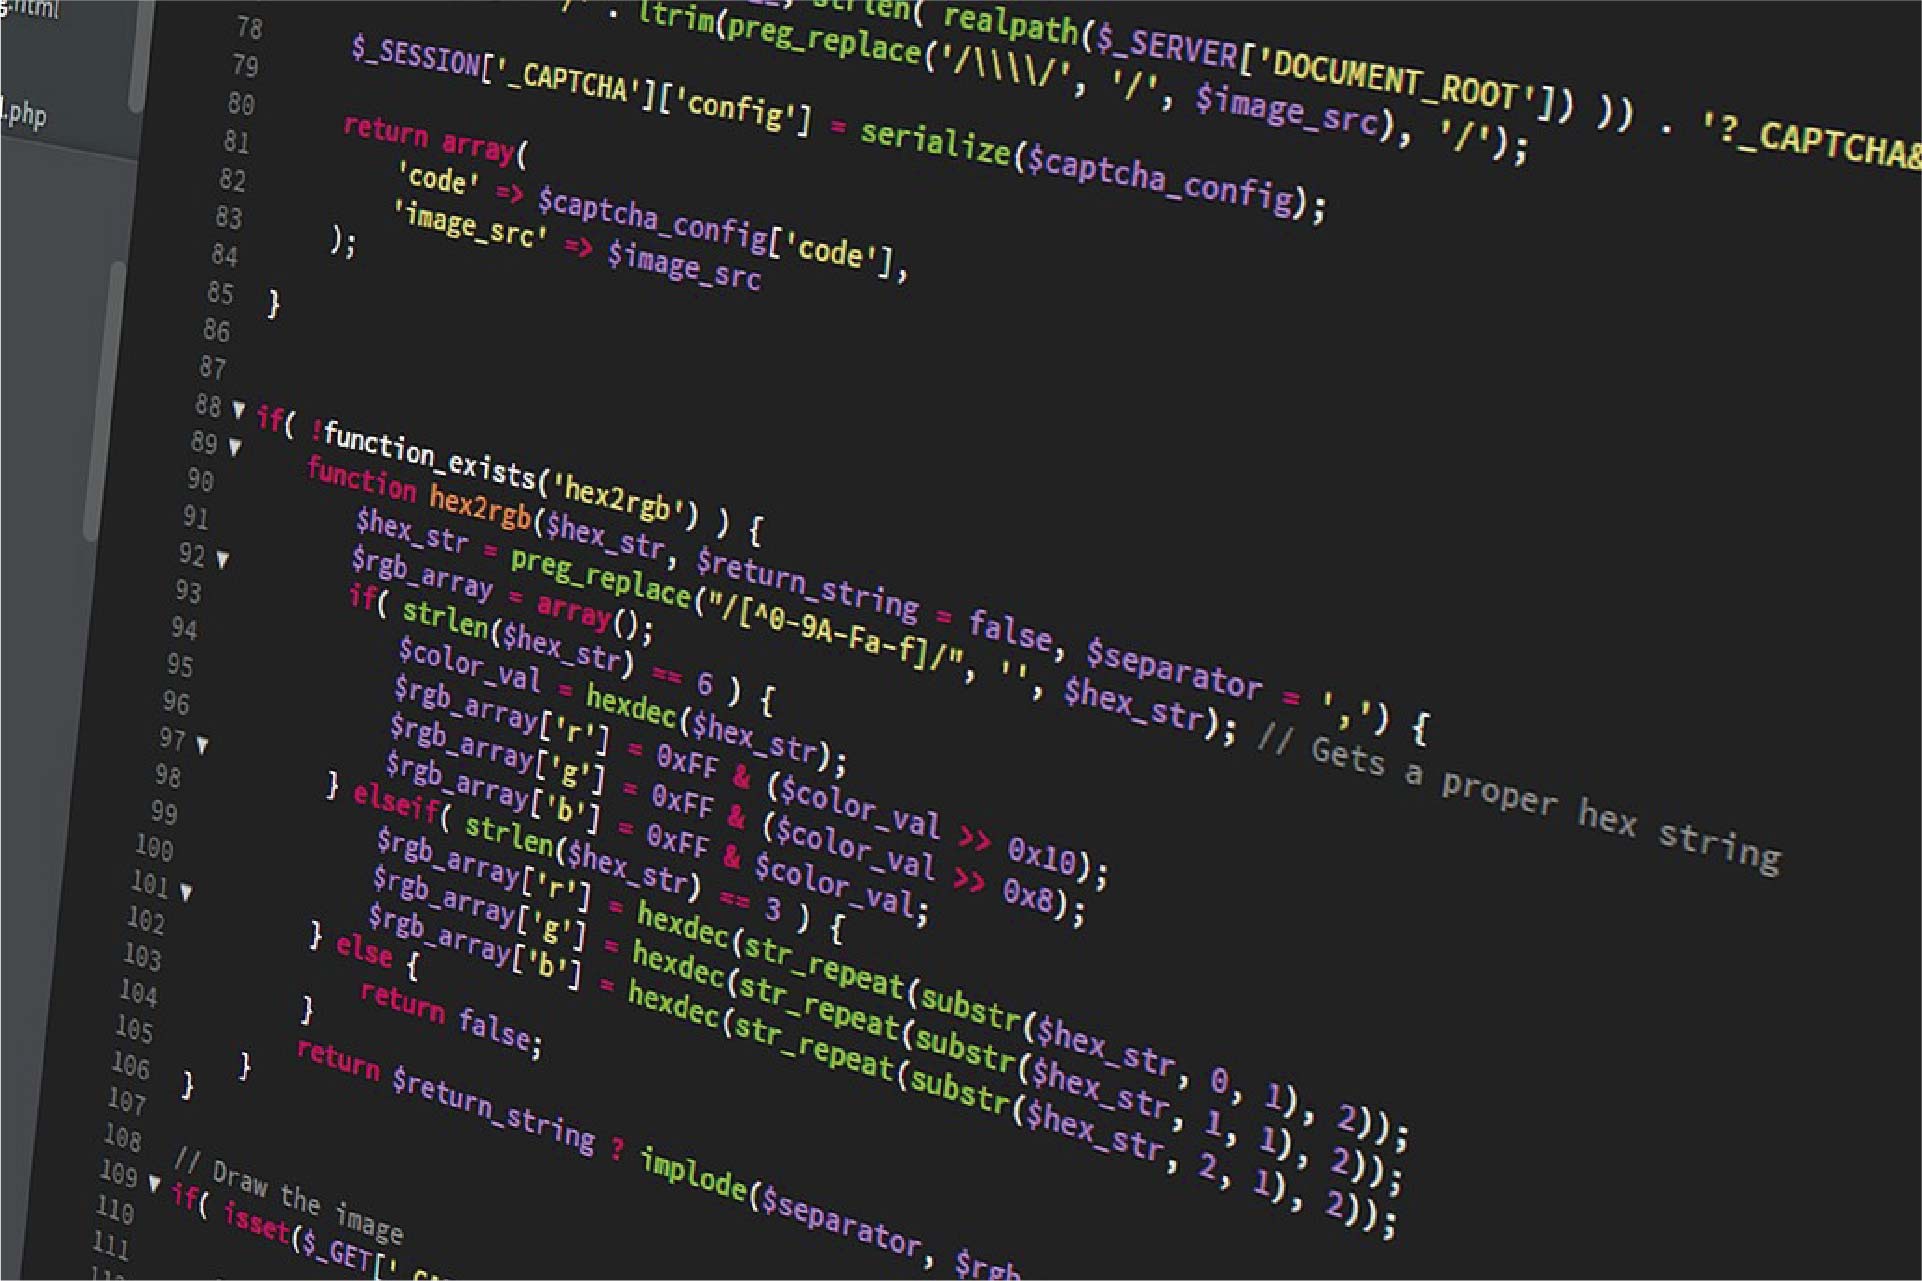 .html
.php
strlen( realpath($_SERVER['DOCUMENT_ROOT']) )) . '?_CAPTCHA&
78 . ltrim(preg_replace('/\\\\/', '/', $image_src), '/');
79 $_SESSION['_CAPTCHA']['config'] = serialize($captcha_config);
80
81 return array(
82 'code' => $captcha_config['code'],
83 'image_src' => $image_src
84 );
85 }
86
87
88 if( !function_exists('hex2rgb') ) {
89 function hex2rgb($hex_str, $return_string = false, $separator = ',') {
90 $hex_str = preg_replace("/[^0-9A-Fa-f]/", '', $hex_str); // Gets a proper hex string
91 $rgb_array = array();
92 if( strlen($hex_str) == 6 ) {
93 $color_val = hexdec($hex_str);
94 $rgb_array['r'] = 0xFF & ($color_val >> 0x10);
95 $rgb_array['g'] = 0xFF & ($color_val >> 0x8);
96 $rgb_array['b'] = 0xFF & $color_val;
97 } elseif( strlen($hex_str) == 3 ) {
98 $rgb_array['r'] = hexdec(str_repeat(substr($hex_str, 0, 1), 2));
99 $rgb_array['g'] = hexdec(str_repeat(substr($hex_str, 1, 1), 2));
100 $rgb_array['b'] = hexdec(str_repeat(substr($hex_str, 2, 1), 2));
101 } else {
102 return false;
103 }
104 return $return_string ? implode($separator, $rgb
105 }
106 }
107
108 // Draw the image
109 if( isset($_GET['
110
111